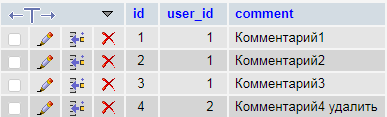 id user_id comment
1 1 Комментарий1
2 1 Комментарий2
3 1 Комментарий3
4 2 Комментарий4 удалить